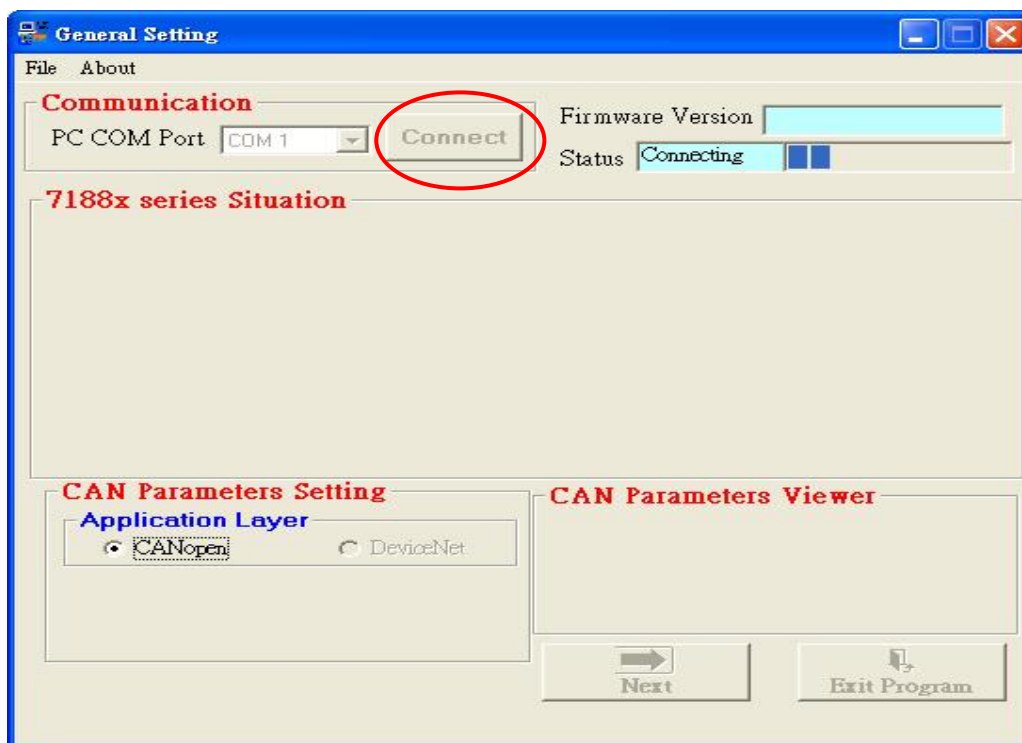 General Setting
File About
Communication
PC COM Port COM 1 Connect
Firmware Version
Status Connecting
7188x series Situation
CAN Parameters Setting
Application Layer
CANopen DeviceNet
CAN Parameters Viewer
Next Exit Program